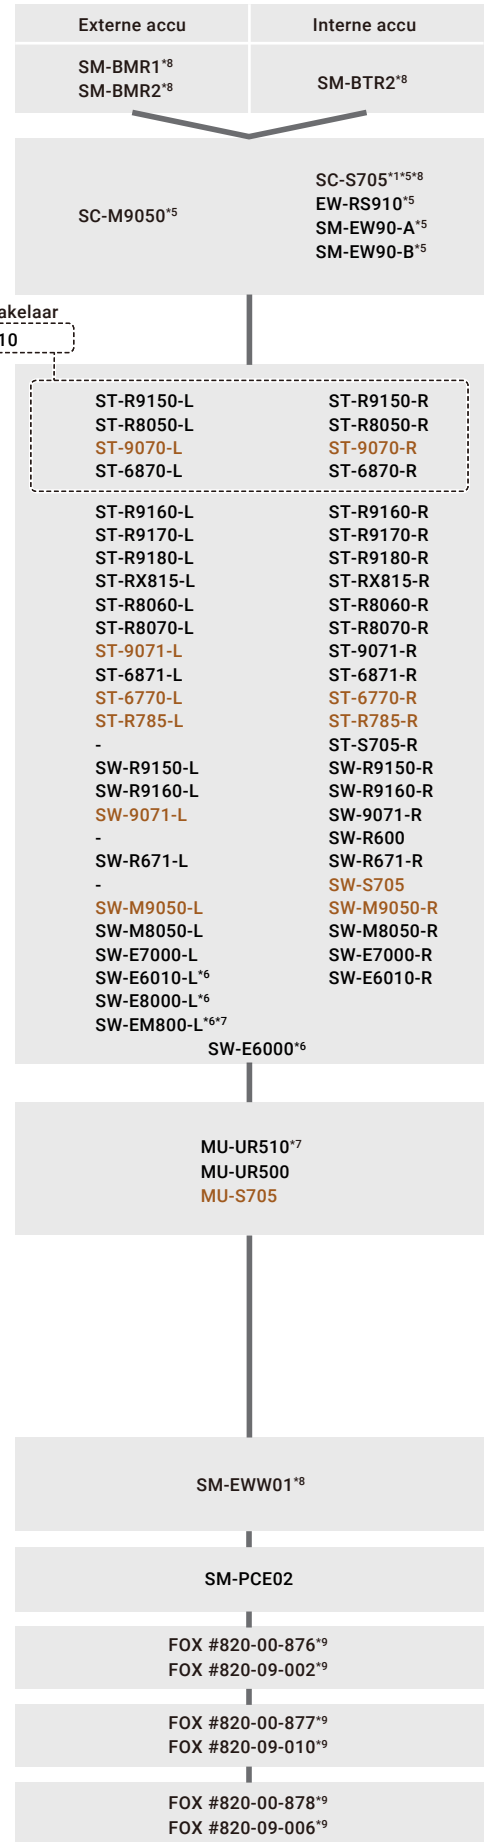 Externe accu Interne accu
SM-BMR1*8
SM-BMR2*8
SM-BTR2*8
SC-M9050*5
SC-S705*1*5*8
EW-RS910*5
SM-EW90-A*5
SM-EW90-B*5
akelaar
10
ST-R9150-L ST-R9150-R
ST-R8050-L ST-R8050-R
ST-9070-L ST-9070-R
ST-6870-L ST-6870-R
ST-R9160-L ST-R9160-R
ST-R9170-L ST-R9170-R
ST-R9180-L ST-R9180-R
ST-RX815-L ST-RX815-R
ST-R8060-L ST-R8060-R
ST-R8070-L ST-R8070-R
ST-9071-L ST-9071-R
ST-6871-L ST-6871-R
ST-6770-L ST-6770-R
ST-R785-L ST-R785-R
- ST-S705-R
SW-R9150-L SW-R9150-R
SW-R9160-L SW-R9160-R
SW-9071-L SW-9071-R
- SW-R600
SW-R671-L SW-R671-R
- SW-S705
SW-M9050-L SW-M9050-R
SW-M8050-L SW-M8050-R
SW-E7000-L SW-E7000-R
SW-E6010-L*6 SW-E6010-R
SW-E8000-L*6
SW-EM800-L*6*7
SW-E6000*6
MU-UR510*7
MU-UR500
MU-S705
SM-EWW01*8
SM-PCE02
FOX #820-00-876*9
FOX #820-09-002*9
FOX #820-00-877*9
FOX #820-09-010*9
FOX #820-00-878*9
FOX #820-09-006*9